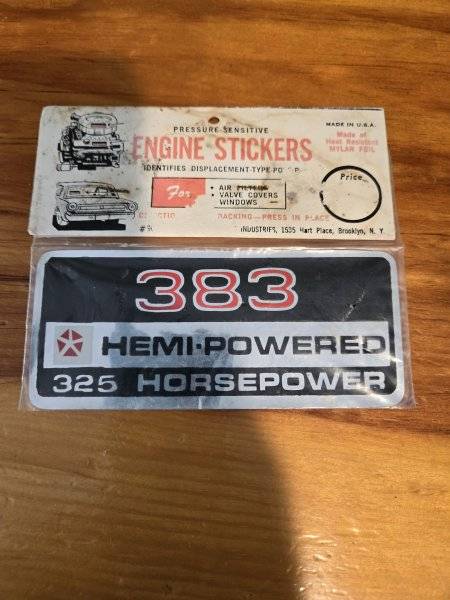 PRESSURE SENSITIVE
MADE IN U.S.A.
ENGINE STICKERS
Made of
Heat Resistant
MYLAR FOIL
IDENTIFIES DISPLACEMENT-TYPE-
Price
For
• AIR FILTERS
• VALVE COVERS
WINDOWS
BACKING-PRESS IN PLACE
INDUSTRIES, 1535 Hart Place, Brooklyn, N. Y.
383
HEMI-POWERED
325 HORSEPOWER